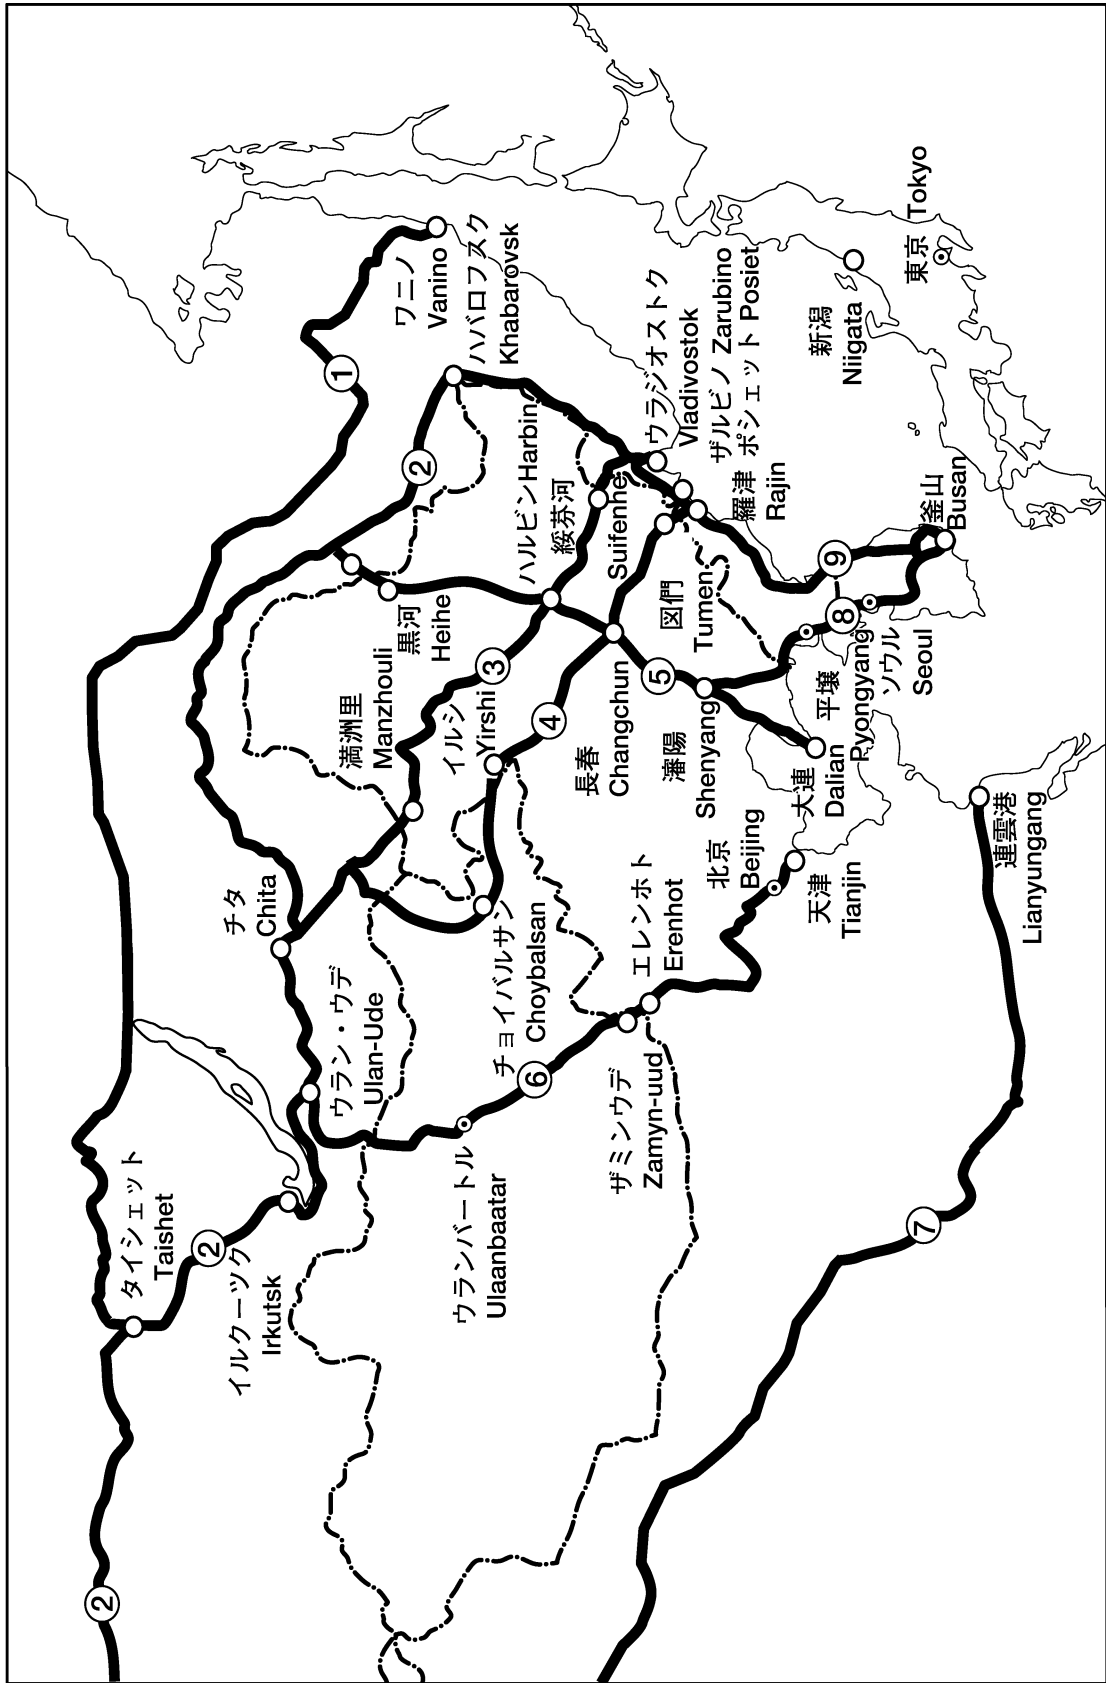 ワニノ
Vanino
ハバロフスク
Khabarovsk
1
2
ハルビン Harbin
綏芬河
Suifenhe
ウラジオストク
Vladivostok
ザルビノ Zarubino
ポシェット Posiet
羅津
Rajin
新潟
Niigata
東京 Tokyo
黒河
Heihe
満洲里
Manzhouli
3
イルシ
Yirshi
4
長春
Changchun
図們
Tumen
5
瀋陽
Shenyang
9
8
釜山
Busan
平壌
Pyongyang
ソウル
Seoul
大連
Dalian
北京
Beijing
天津
Tianjin
連雲港
Lianyungang
チタ
Chita
ウラン・ウデ
Ulan-Ude
チョイバルサン
Choybalsan
エレンホト
Erenhot
6
ザミンウデ
Zamyn-uud
ウランバートル
Ulaanbaatar
タイシェット
Taishet
2
イルクーツク
Irkutsk
7
2